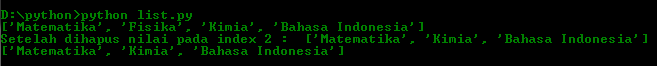 D:\python>python list.py
['Matematika', 'Fisika', 'Kimia', 'Bahasa Indonesia']
Setelah dihapus nilai pada index 2 :  ['Matematika', 'Kimia', 'Bahasa Indonesia']
['Matematika', 'Kimia', 'Bahasa Indonesia']